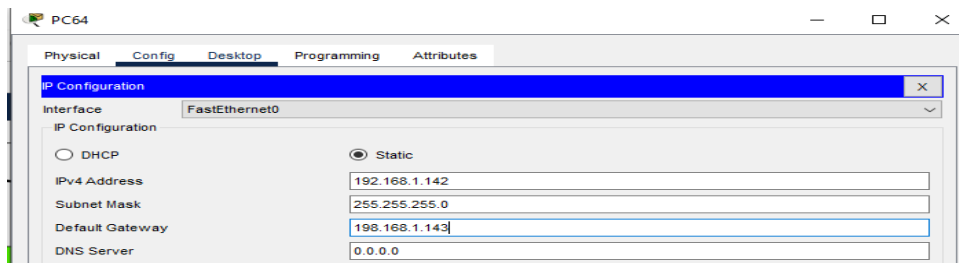 PC64
Physical Config Desktop Programming Attributes
IP Configuration X
Interface FastEthernet0
IP Configuration
DHCP Static
IPv4 Address 192.168.1.142
Subnet Mask 255.255.255.0
Default Gateway 198.168.1.143
DNS Server 0.0.0.0